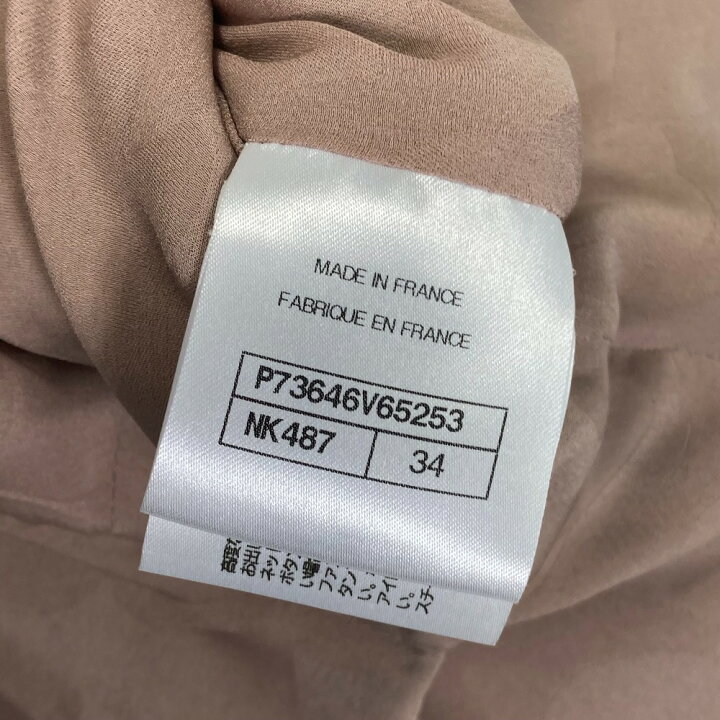 MADE IN FRANCE
FABRIQUE EN FRANCE
P73646V65253
NK487
34